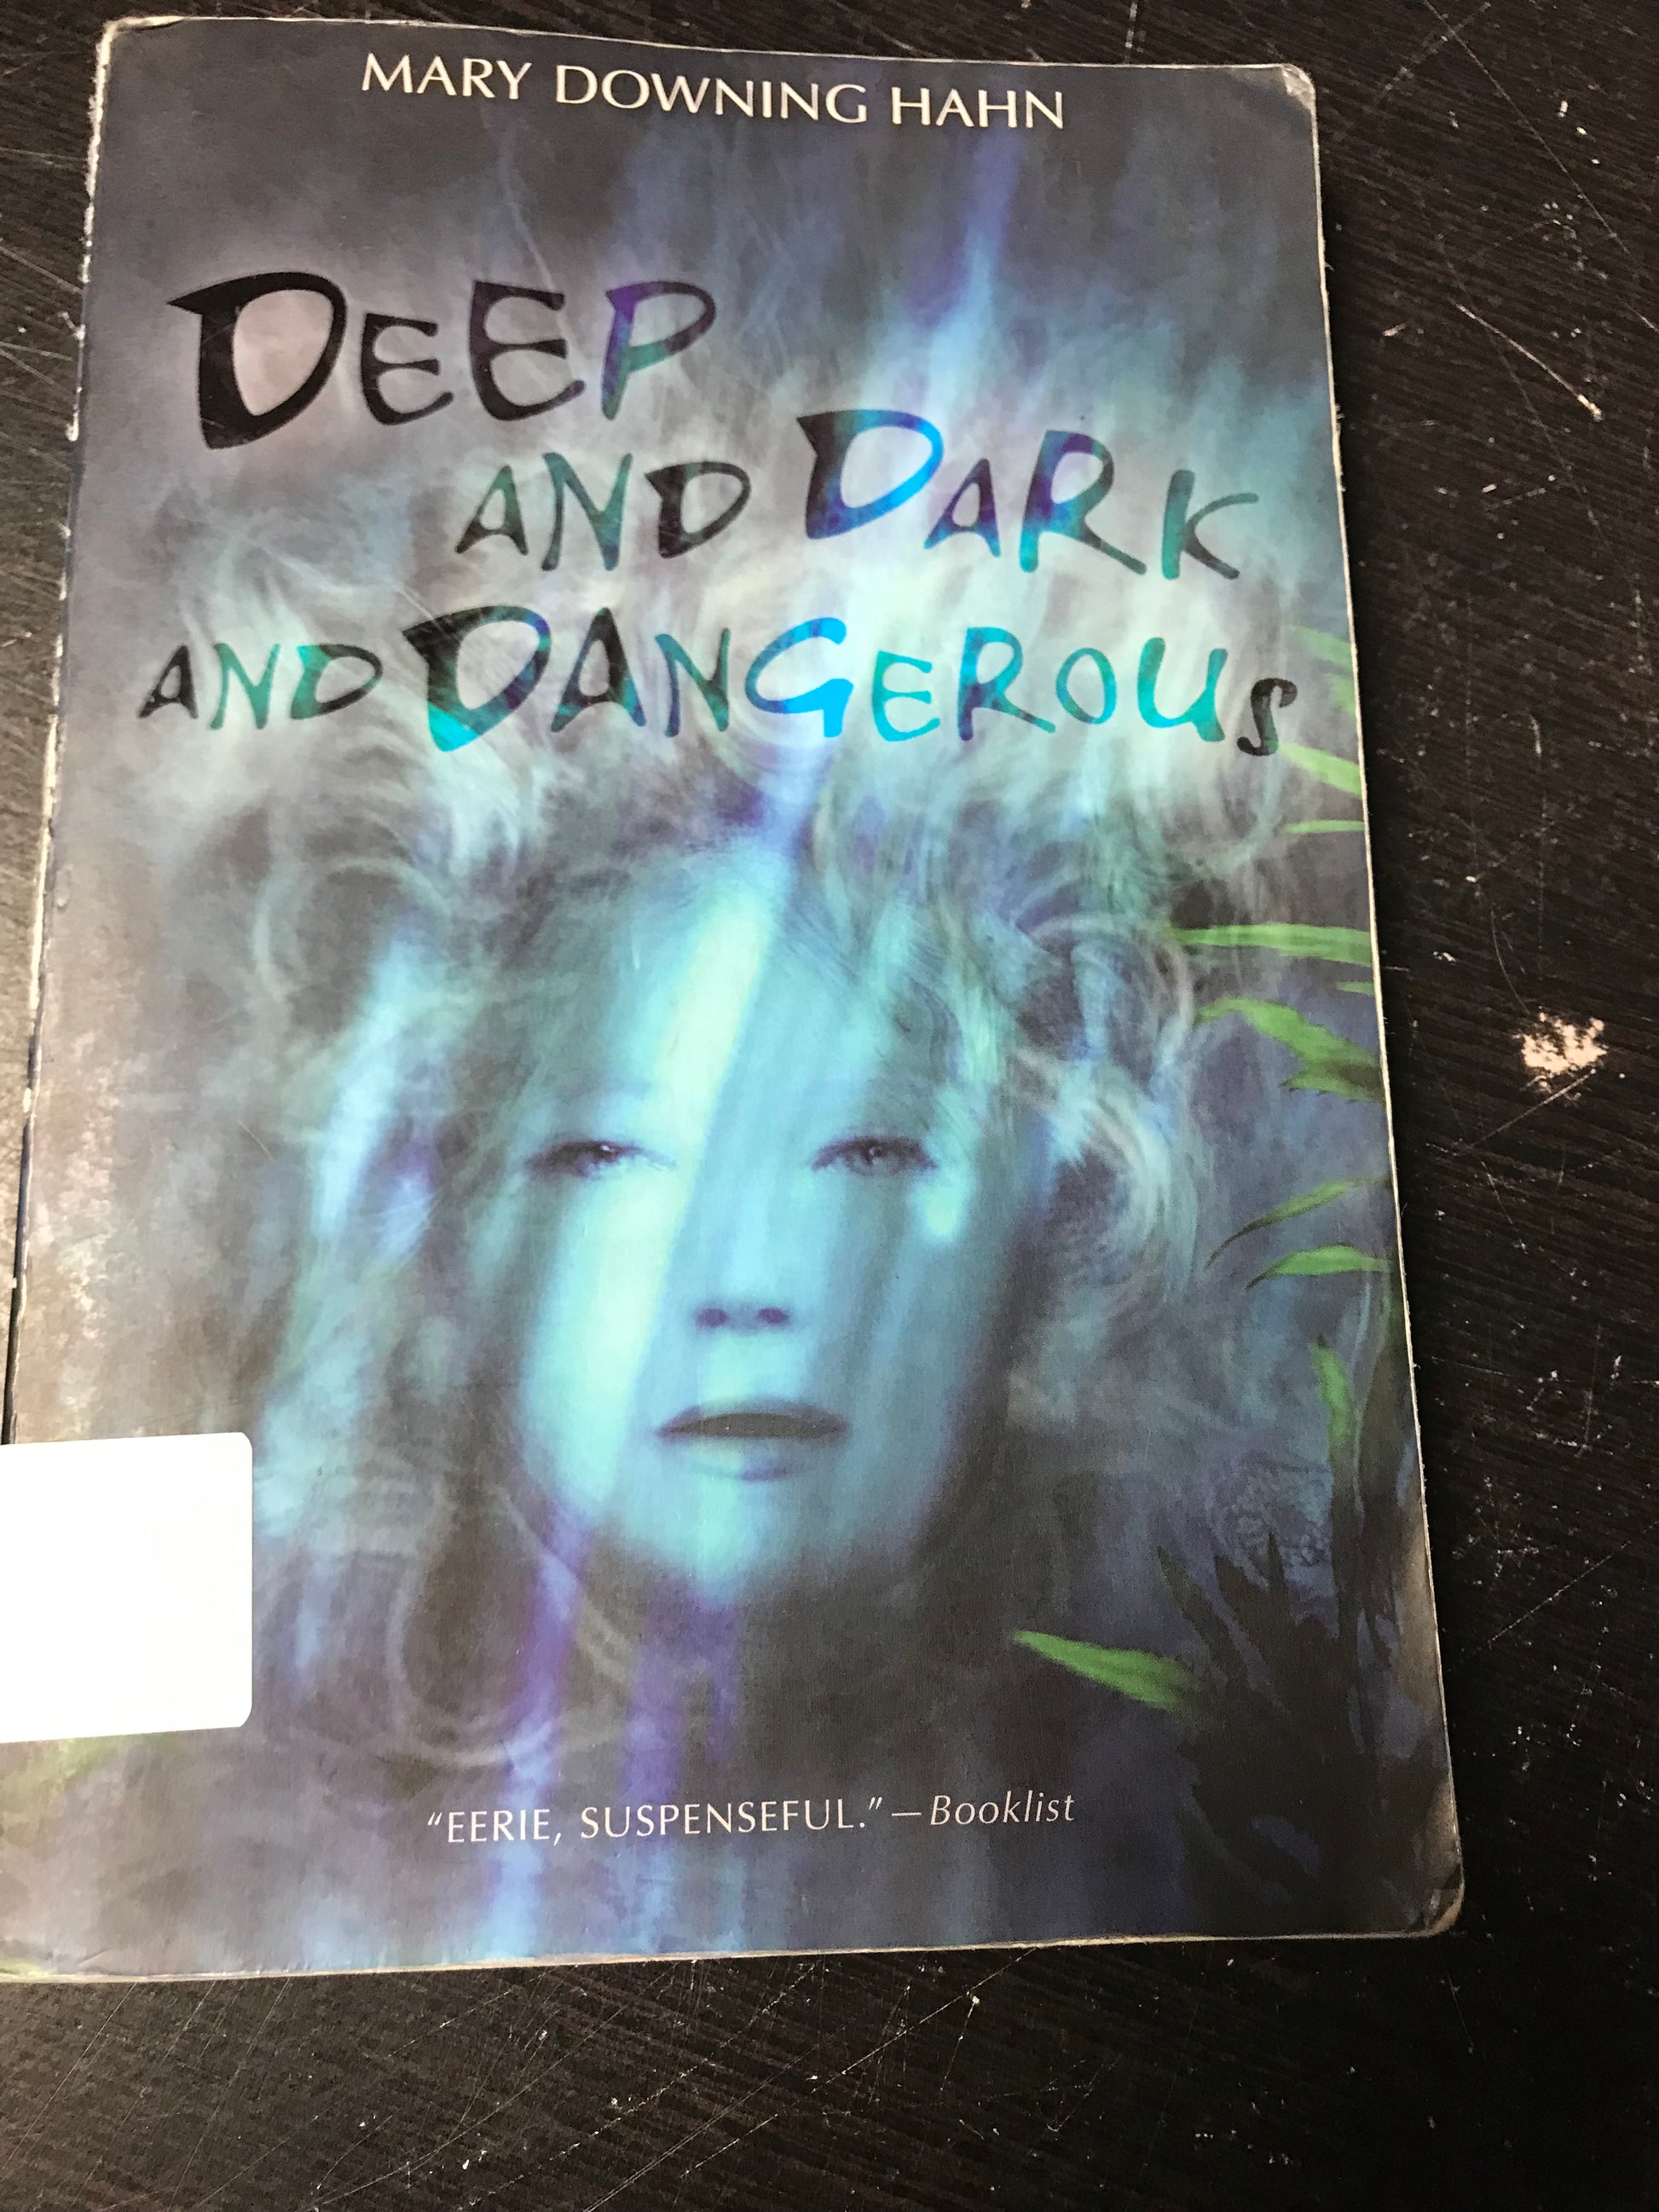 MARY DOWNING HAHN
DEEP
AND DARK
AND DANGEROUS
“EERIE, SUSPENSEFUL.” —Booklist